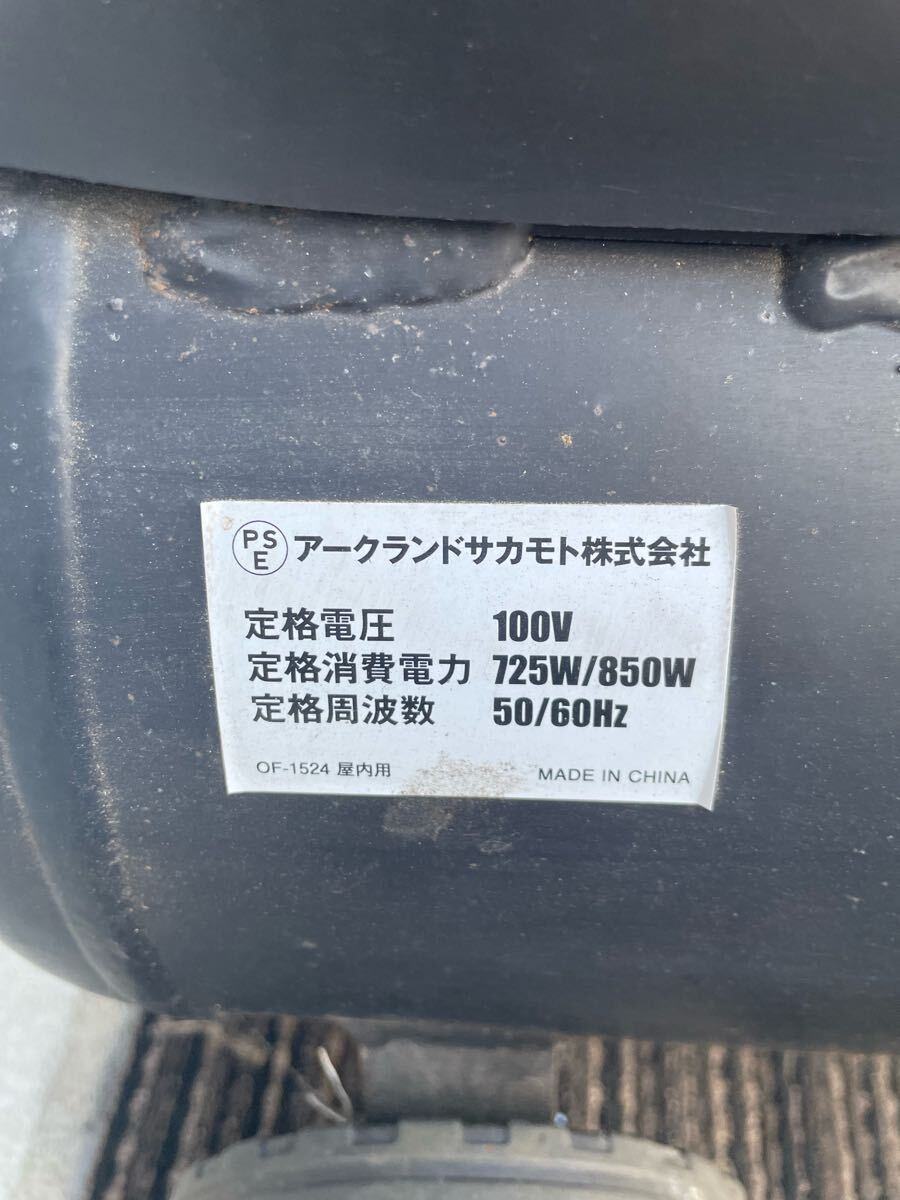 PSE アークランドサカモト株式会社
定格電圧 100V
定格消費電力 725W/850W
定格周波数 50/60Hz
OF-1524 屋内用 MADE IN CHINA